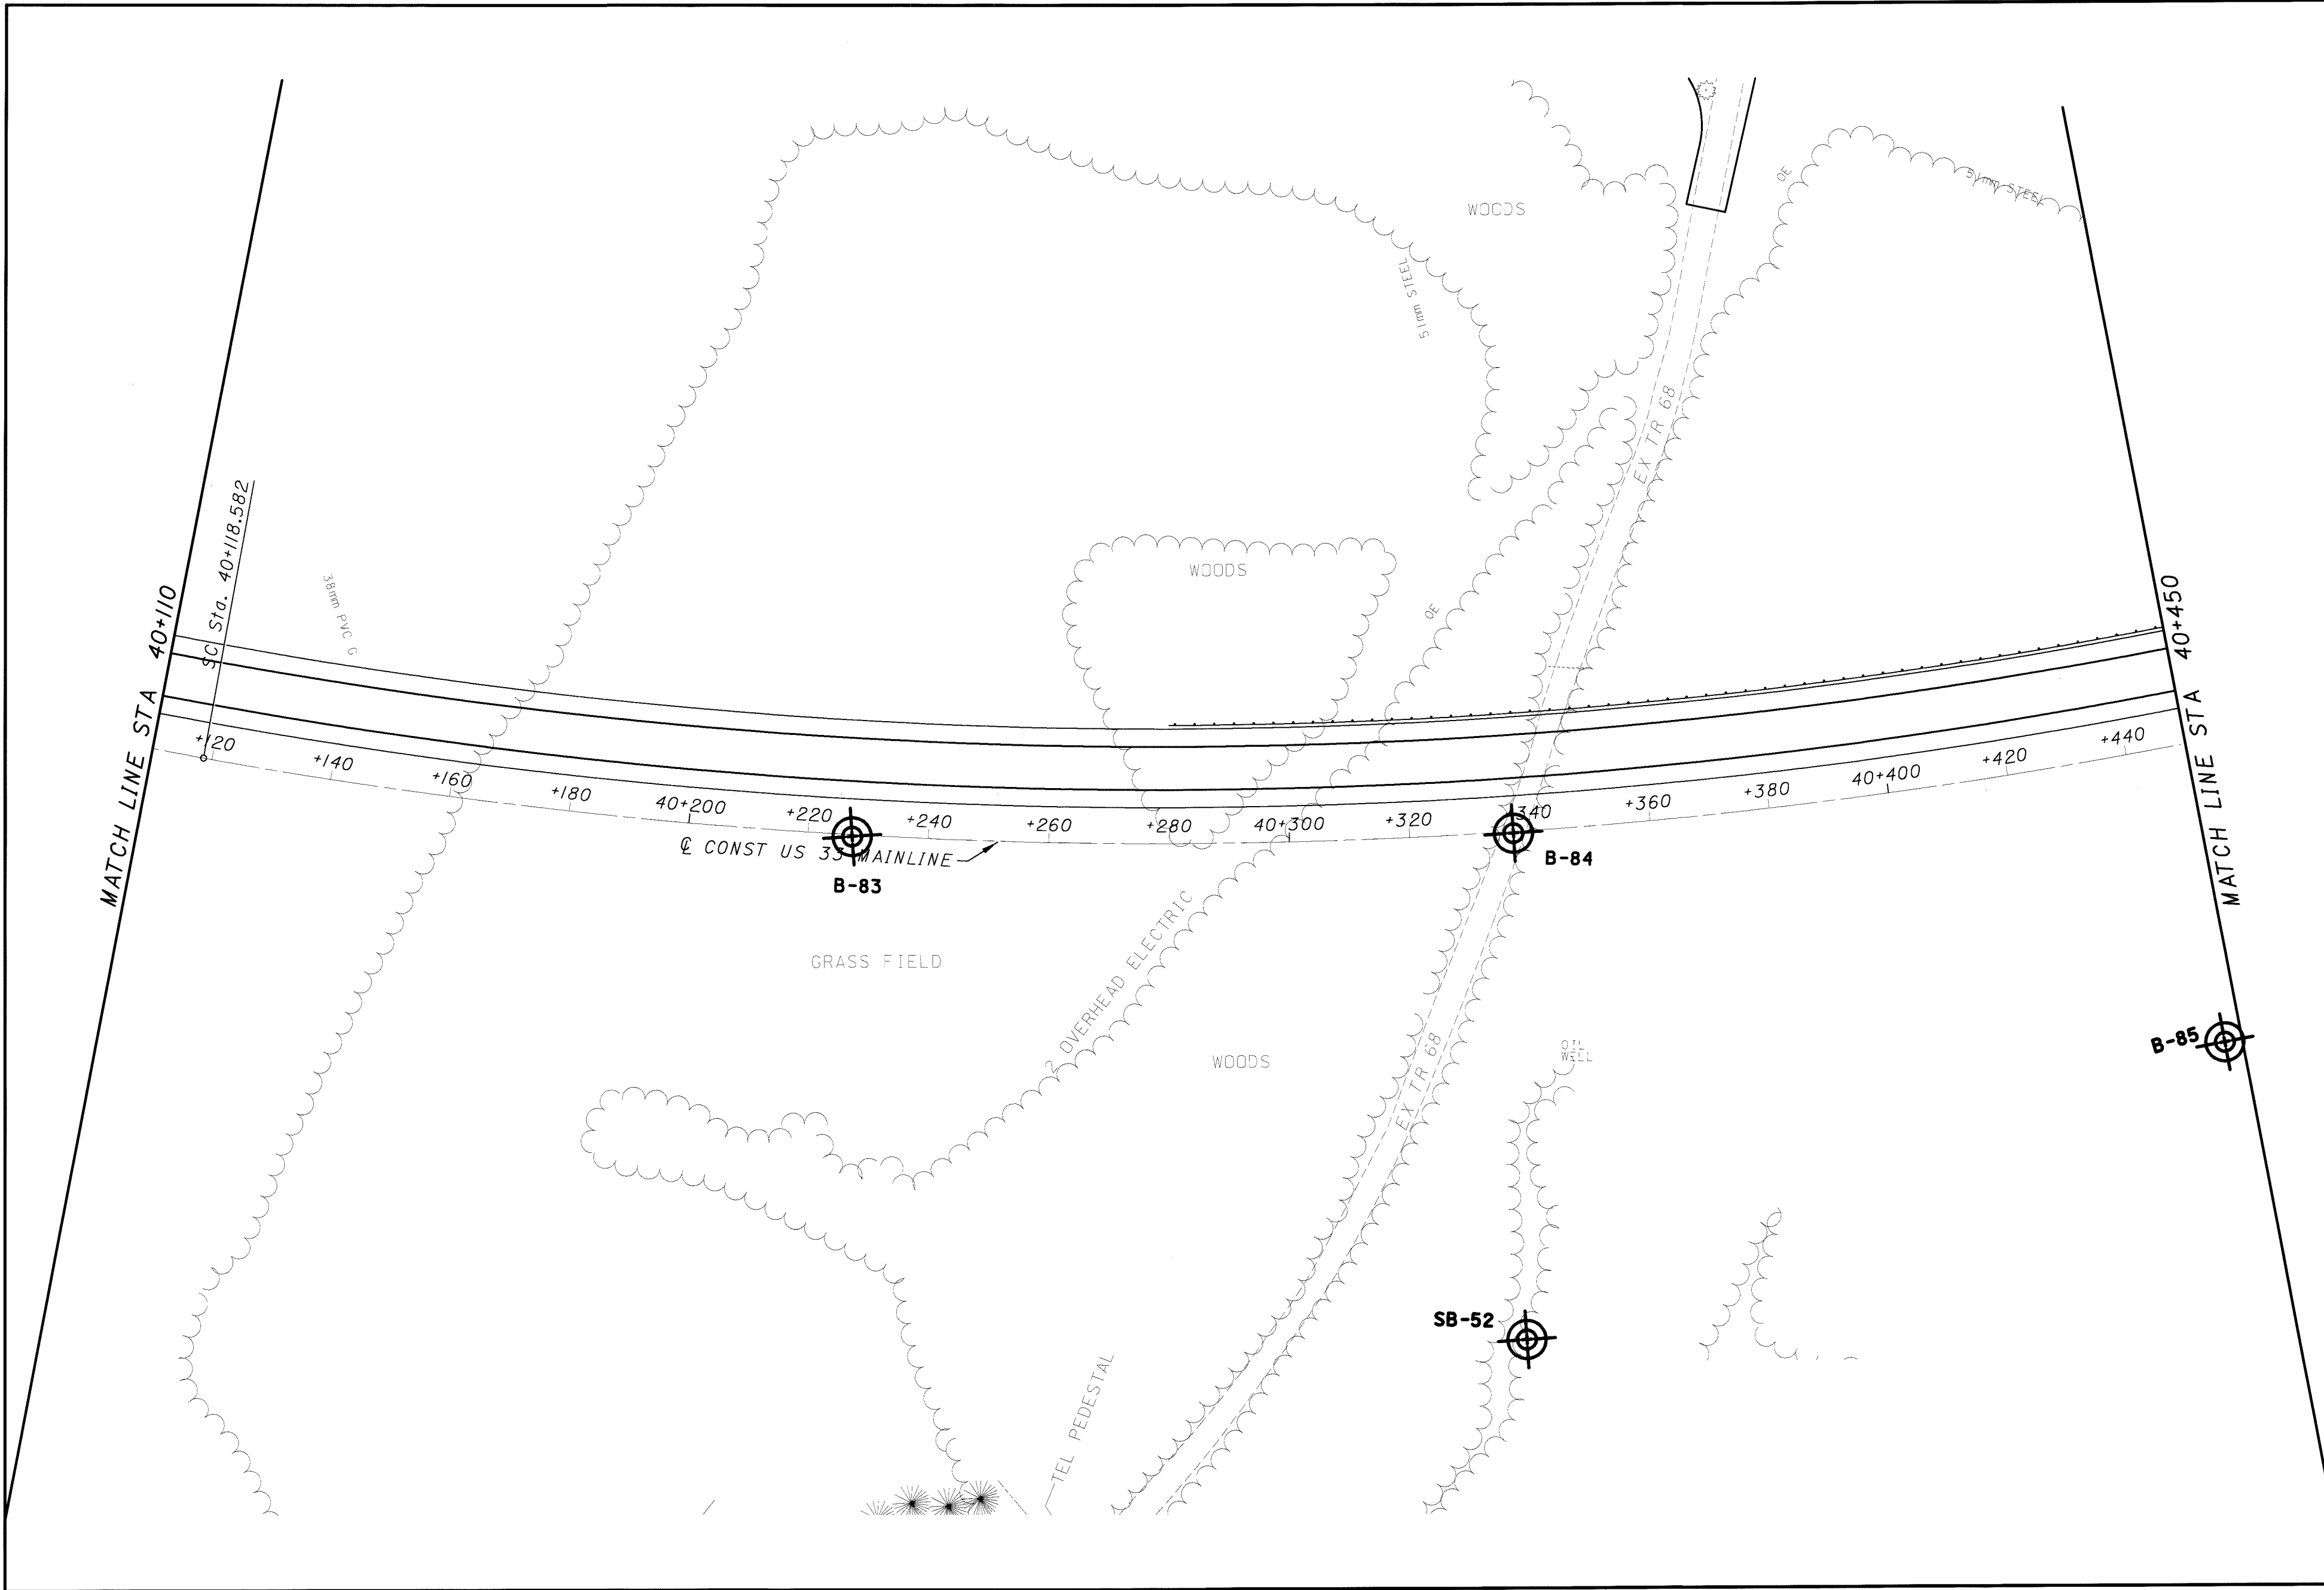 WOODS
OE
51mm STEEL
51mm STEEL
EX TR 68
SC Sta. 40+118.582
38mm PVC G
WOODS
OE
MATCH LINE STA 40+110
MATCH LINE STA 40+450
+120
+140
+160
+180
40+200
+220
+240
+260
+280
40+300
+320
+340
+360
+380
40+400
+420
+440
℄ CONST US 33 MAINLINE
B-83
B-84
GRASS FIELD
2 OVERHEAD ELECTRIC
WOODS
EX TR 68
OIL
WELL
B-85
SB-52
TEL PEDESTAL